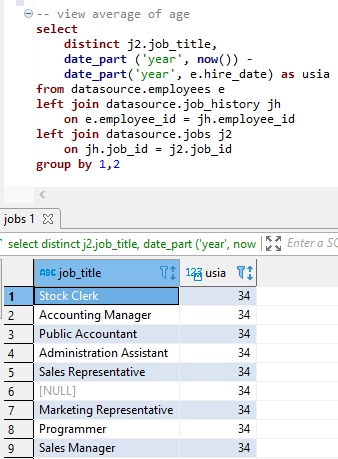 -- view average of age
select
distinct j2.job_title,
date_part ('year', now()) -
date_part('year', e.hire_date) as usia
from datasource.employees e
left join datasource.job_history jh
on e.employee_id = jh.employee_id
left join datasource.jobs j2
on jh.job_id = j2.job_id
group by 1,2
jobs 1
select distinct j2.job_title, date_part ('year', now Enter a SQ
ABC job_title 123 usia
1 Stock Clerk 34
2 Accounting Manager 34
3 Public Accountant 34
4 Administration Assistant 34
5 Sales Representative 34
6 [NULL] 34
7 Marketing Representative 34
8 Programmer 34
9 Sales Manager 34